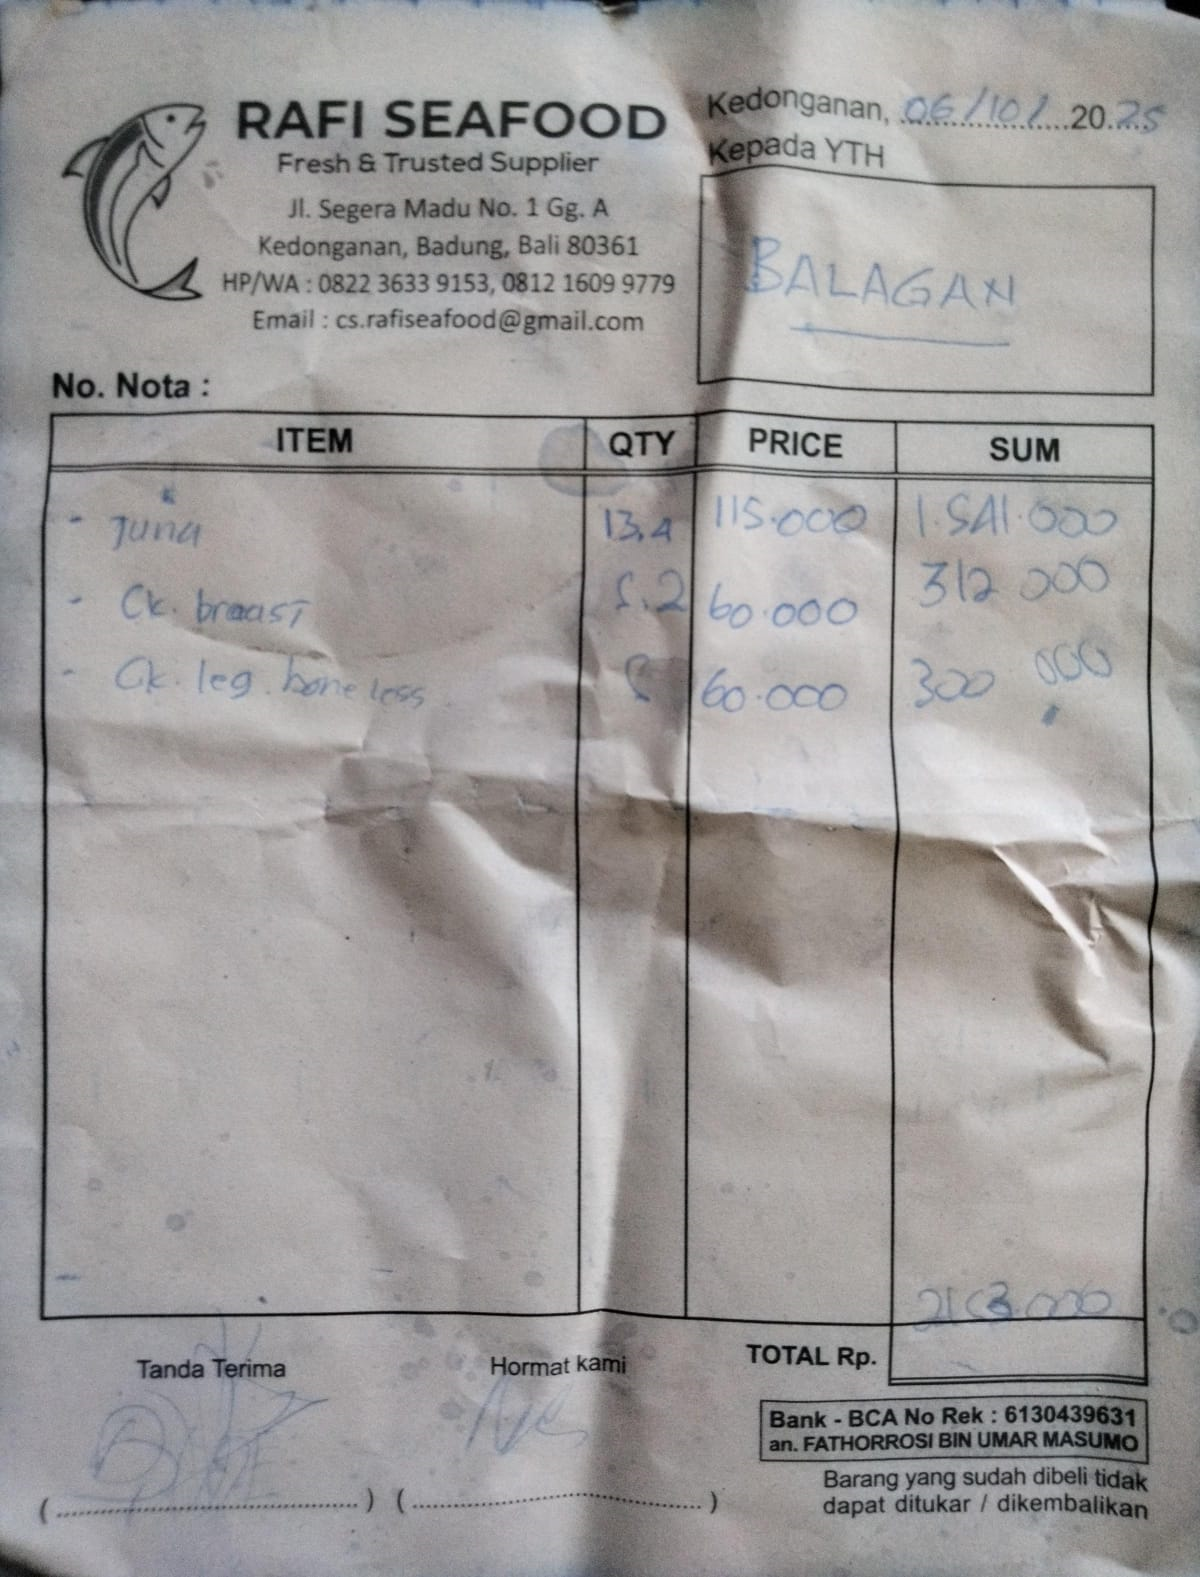 RAFI SEAFOOD
Fresh & Trusted Supplier
Jl. Segera Madu No. 1 Gg. A
Kedonganan, Badung, Bali 80361
HP/WA : 0822 3633 9153, 0812 1609 9779
Email : cs.rafiseafood@gmail.com
Kedonganan, 06/10/ 2025
Kepada YTH
BALAGAN
No. Nota :
ITEM QTY PRICE SUM
- Tuna 13.4 115.000 1.541.000
- Ck. breast 5.2 60.000 312 000
- Ck. leg. boneless 5 60.000 300 000
2153.000
TOTAL Rp.
Tanda Terima Hormat kami
Bank - BCA No Rek : 6130439631
an. FATHORROSI BIN UMAR MASUMO
Barang yang sudah dibeli tidak
dapat ditukar / dikembalikan